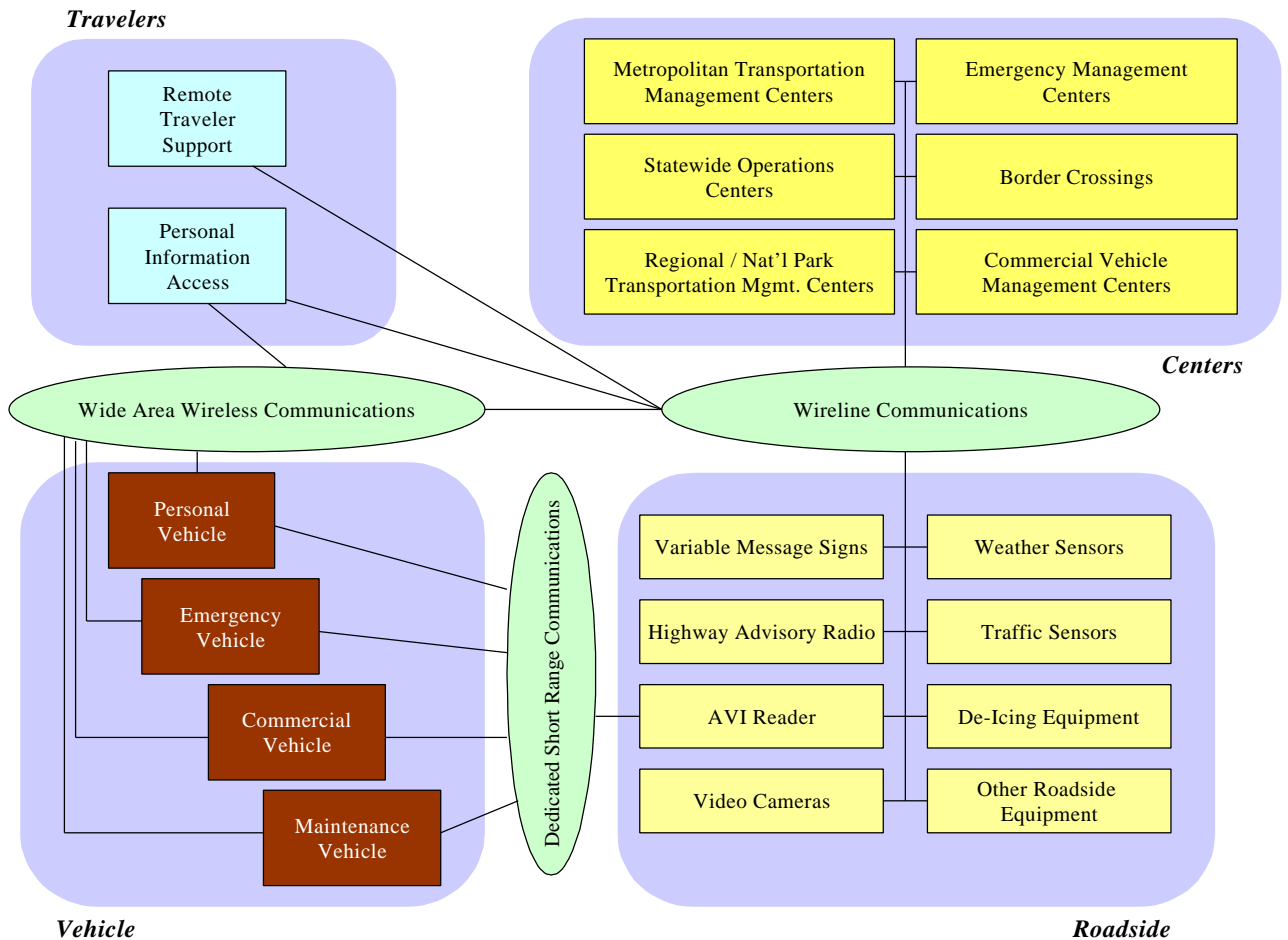 Travelers
Remote
Traveler
Support
Personal
Information
Access
Metropolitan Transportation
Management Centers
Emergency Management
Centers
Statewide Operations
Centers
Border Crossings
Regional / Nat’l Park
Transportation Mgmt. Centers
Commercial Vehicle
Management Centers
Centers
Wide Area Wireless Communications
Wireline Communications
Personal
Vehicle
Emergency
Vehicle
Commercial
Vehicle
Maintenance
Vehicle
Vehicle
Dedicated Short Range Communications
Variable Message Signs
Weather Sensors
Highway Advisory Radio
Traffic Sensors
AVI Reader
De-Icing Equipment
Video Cameras
Other Roadside
Equipment
Roadside